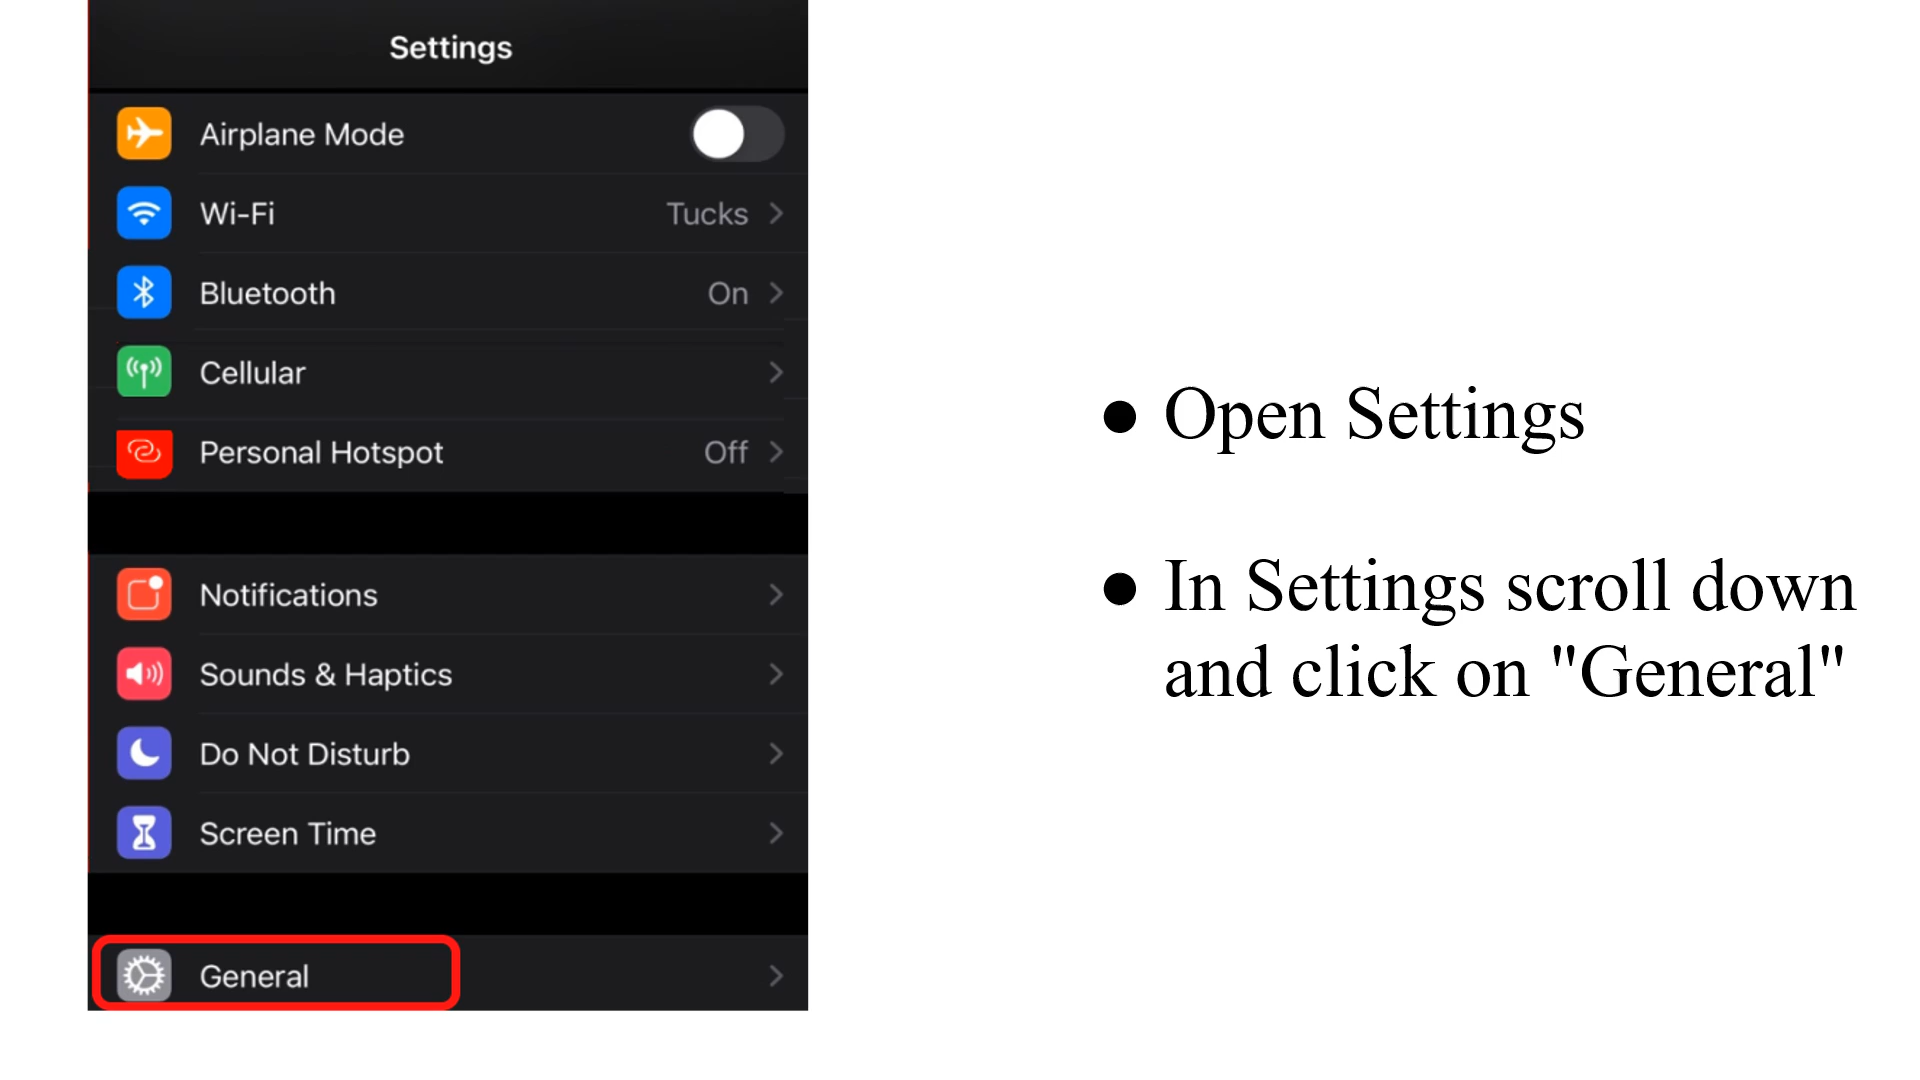 Settings
Airplane Mode
Wi-Fi Tucks
Bluetooth On
Cellular
Personal Hotspot Off
Notifications
Sounds & Haptics
Do Not Disturb
Screen Time
General
● Open Settings
● In Settings scroll down
and click on "General"